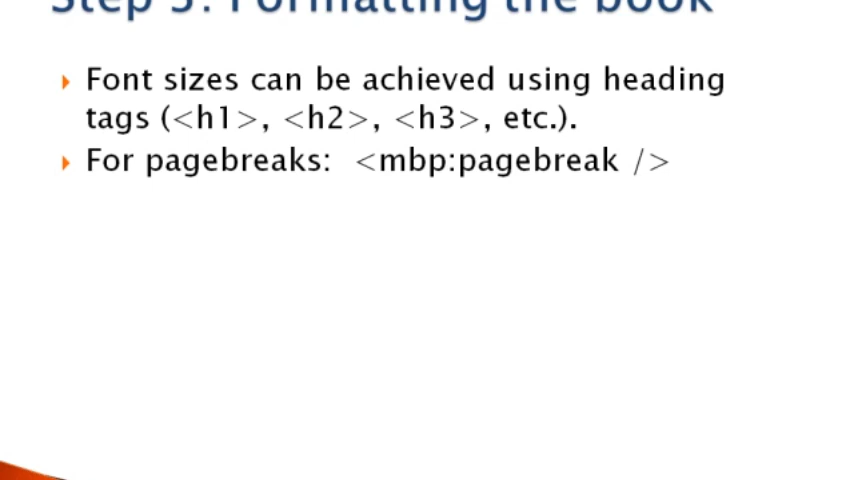 Step 3: Formatting the book
Font sizes can be achieved using heading
tags (<h1>, <h2>, <h3>, etc.).
For pagebreaks:  <mbp:pagebreak />